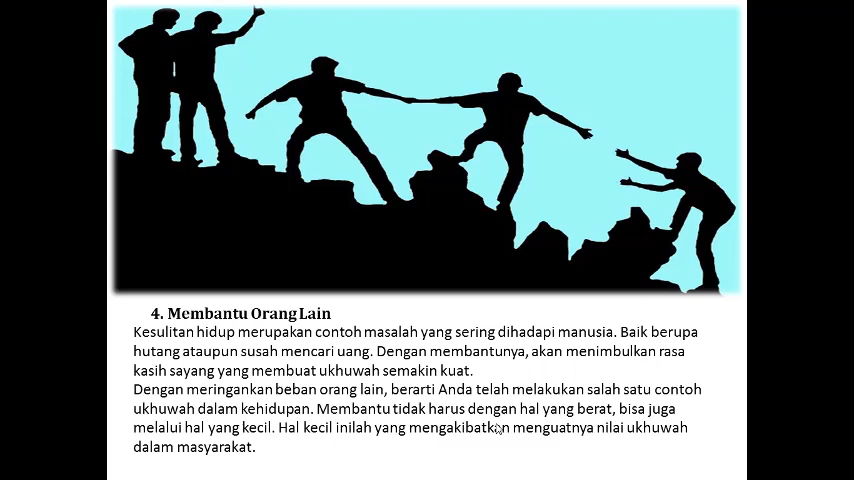 4. Membantu Orang Lain
Kesulitan hidup merupakan contoh masalah yang sering dihadapi manusia. Baik berupa
hutang ataupun susah mencari uang. Dengan membantunya, akan menimbulkan rasa
kasih sayang yang membuat ukhuwah semakin kuat.
Dengan meringankan beban orang lain, berarti Anda telah melakukan salah satu contoh
ukhuwah dalam kehidupan. Membantu tidak harus dengan hal yang berat, bisa juga
melalui hal yang kecil. Hal kecil inilah yang mengakibatkan menguatnya nilai ukhuwah
dalam masyarakat.